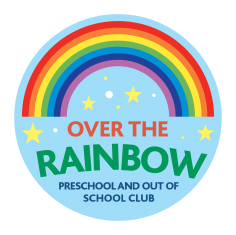 OVER THE
RAINBOW
PRESCHOOL AND OUT OF
SCHOOL CLUB